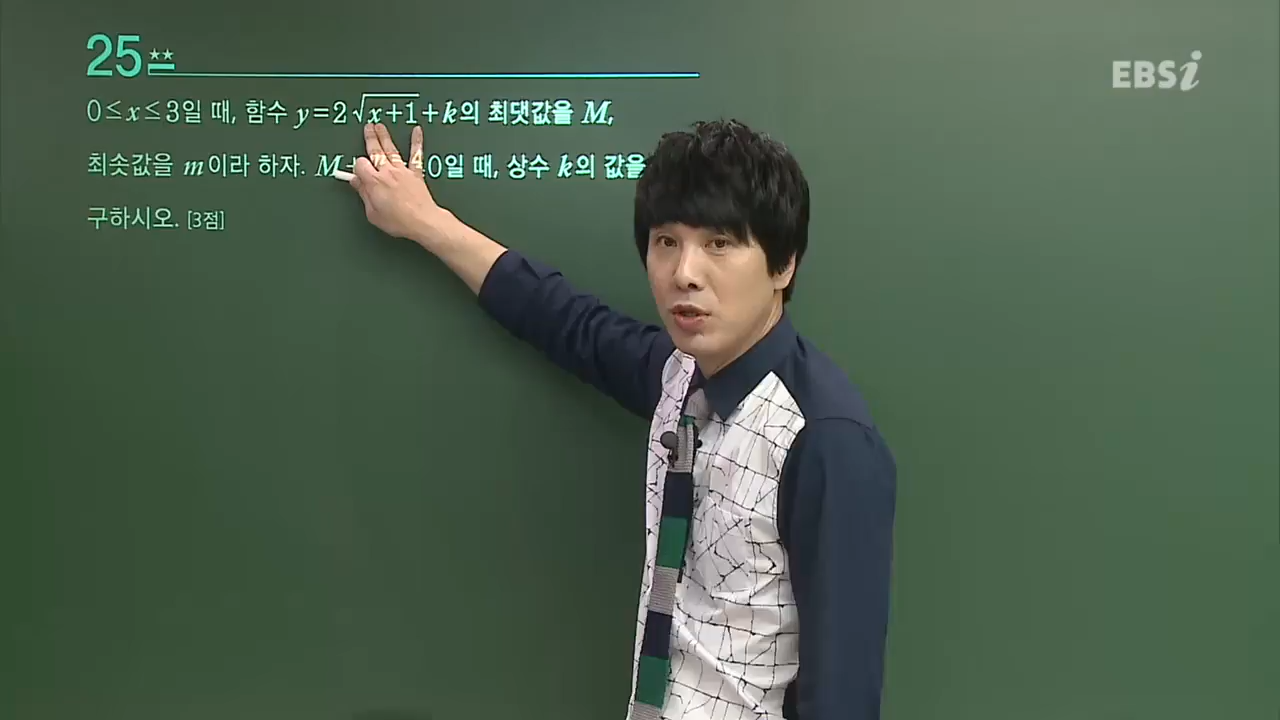 25**
EBSi
0≤x≤3일 때, 함수 y=2√x+1+k의 최댓값을 M,
최솟값을 m이라 하자. M+m=40일 때, 상수 k의 값을
구하시오. [3점]